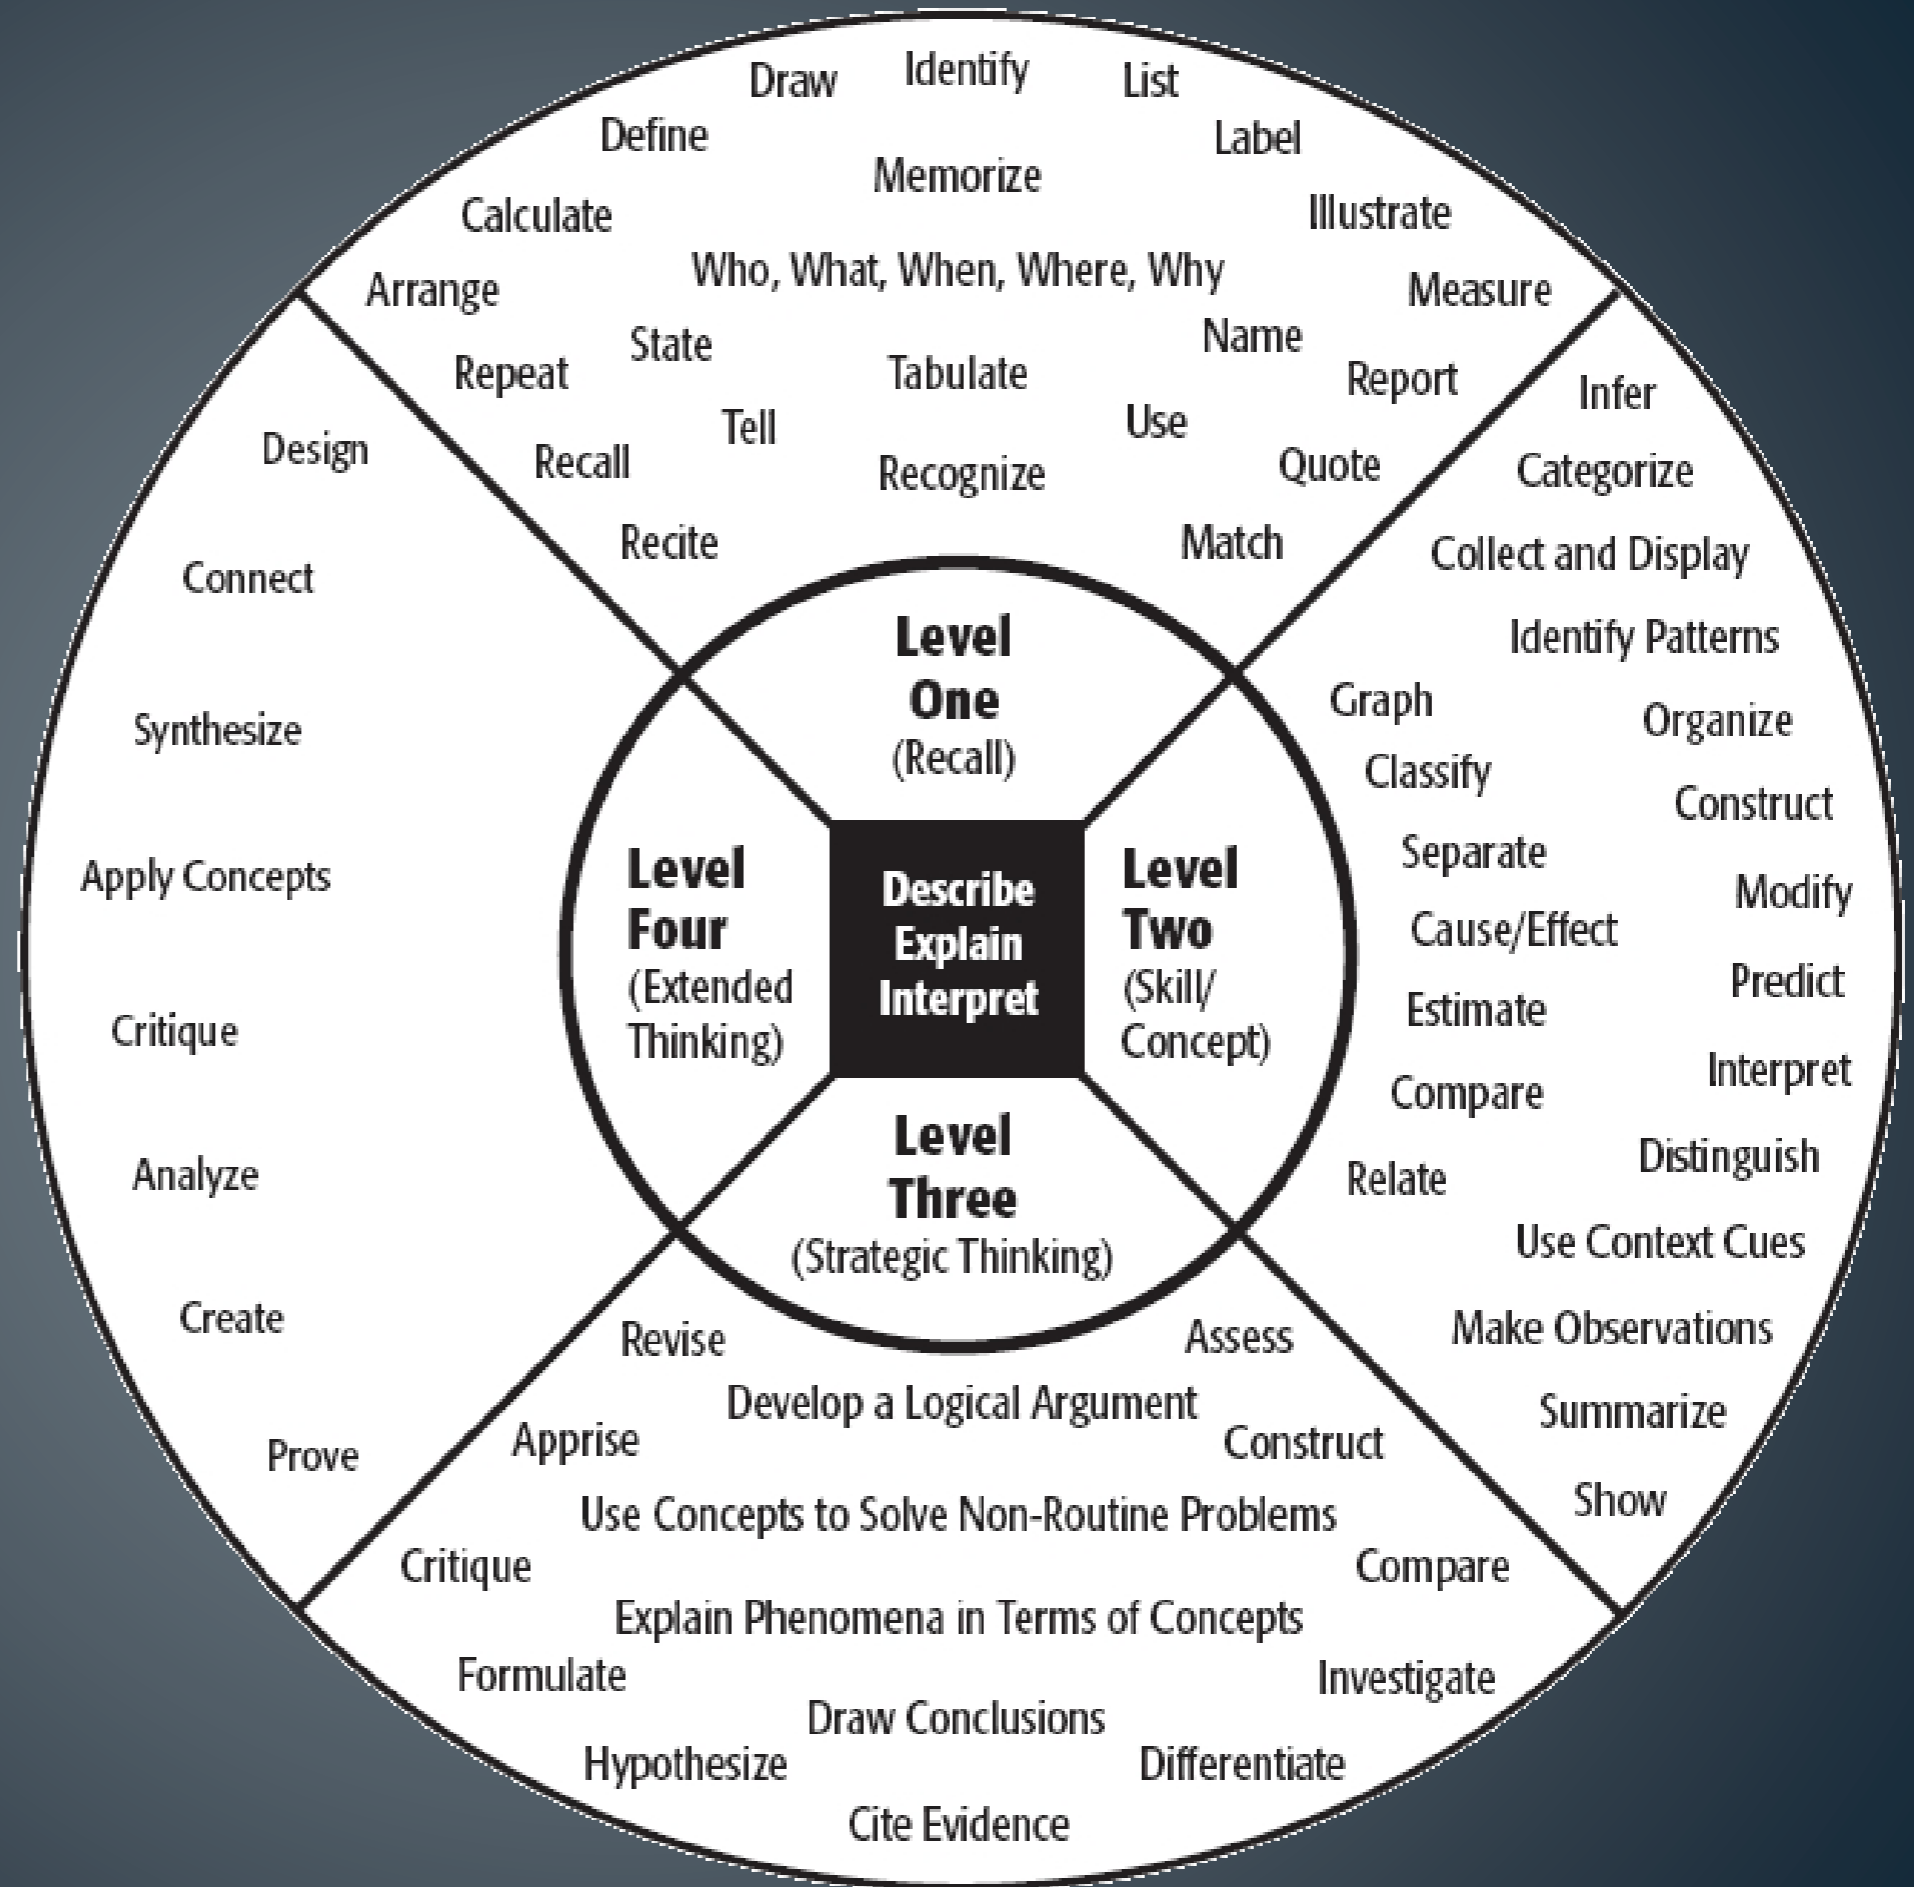 Draw
Identify
List
Define
Label
Memorize
Calculate
Illustrate
Who, What, When, Where, Why
Arrange
Measure
State
Name
Repeat
Tabulate
Report
Tell
Use
Recall
Recognize
Quote
Recite
Match
Level
One
(Recall)
Infer
Categorize
Collect and Display
Identify Patterns
Graph
Organize
Classify
Construct
Separate
Modify
Cause/Effect
Predict
Estimate
Interpret
Compare
Distinguish
Relate
Use Context Cues
Make Observations
Summarize
Show
Level
Two
(Skill/
Concept)
Describe
Explain
Interpret
Level
Four
(Extended
Thinking)
Design
Connect
Synthesize
Apply Concepts
Critique
Analyze
Create
Prove
Level
Three
(Strategic Thinking)
Revise
Assess
Develop a Logical Argument
Apprise
Construct
Use Concepts to Solve Non-Routine Problems
Critique
Compare
Explain Phenomena in Terms of Concepts
Formulate
Investigate
Draw Conclusions
Hypothesize
Differentiate
Cite Evidence